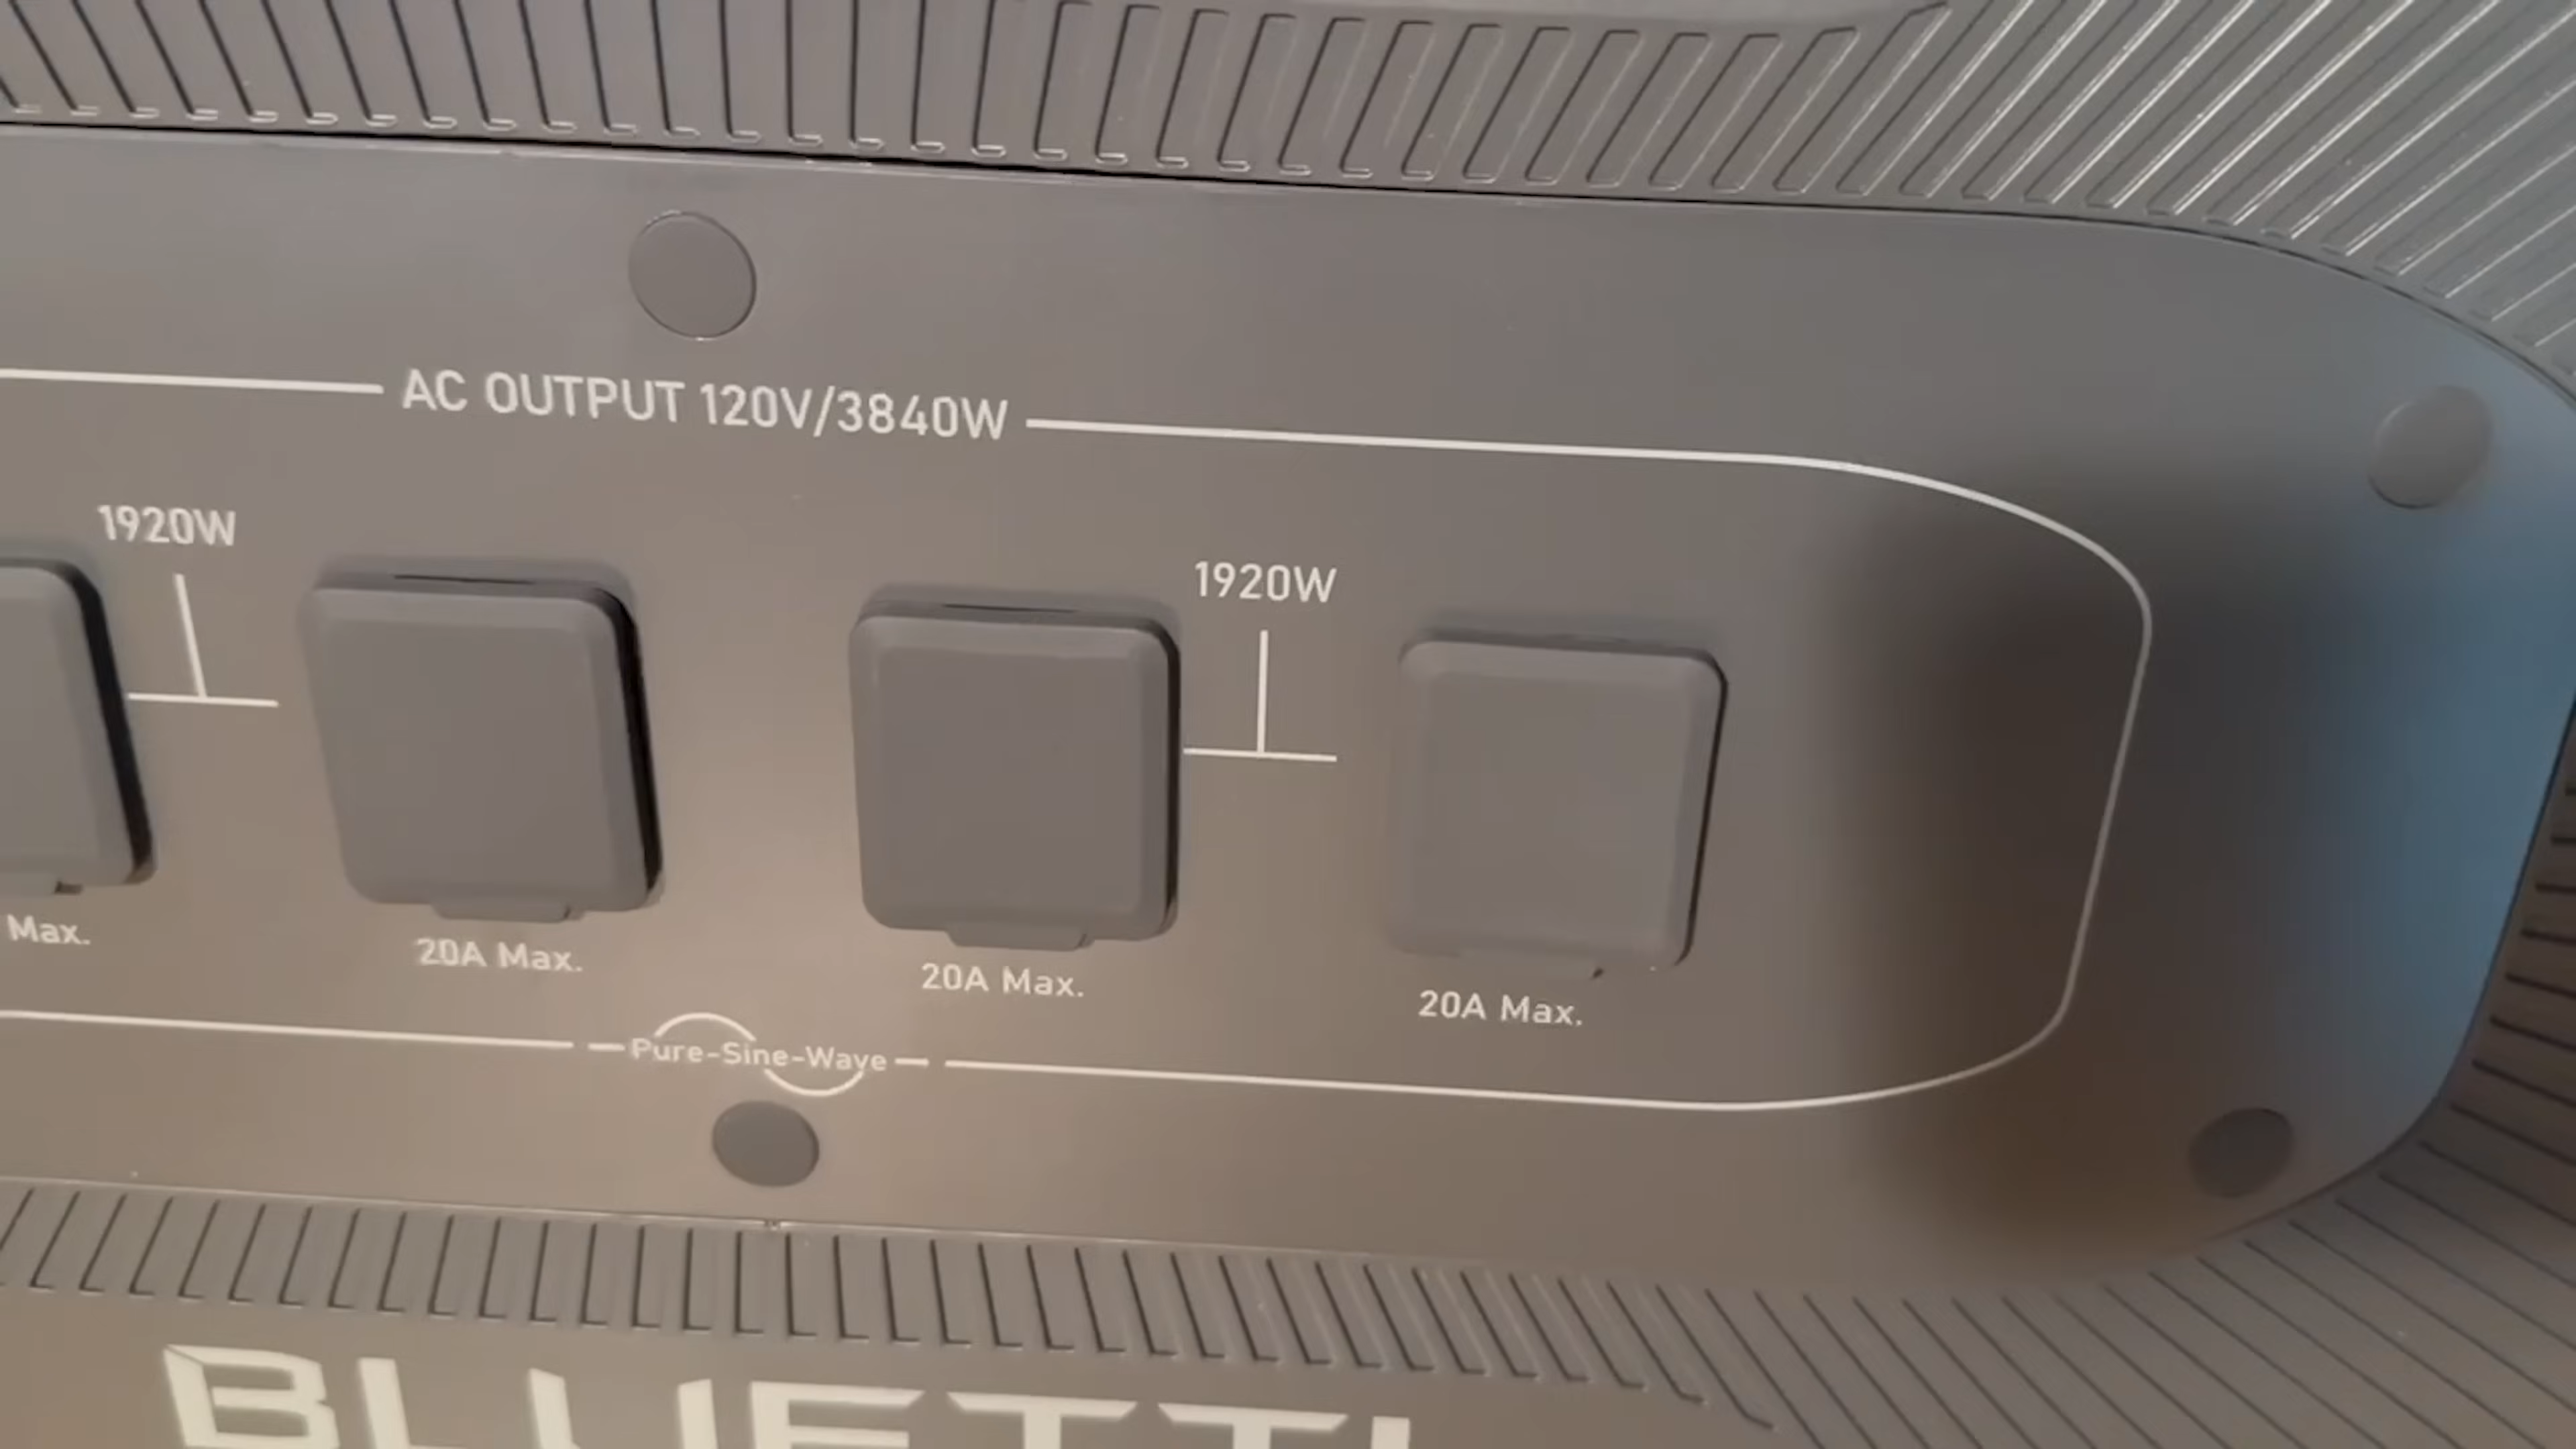 AC OUTPUT 120V/3840W
1920W
1920W
Max.
20A Max.
20A Max.
20A Max.
Pure-Sine-Wave
BLUETTI